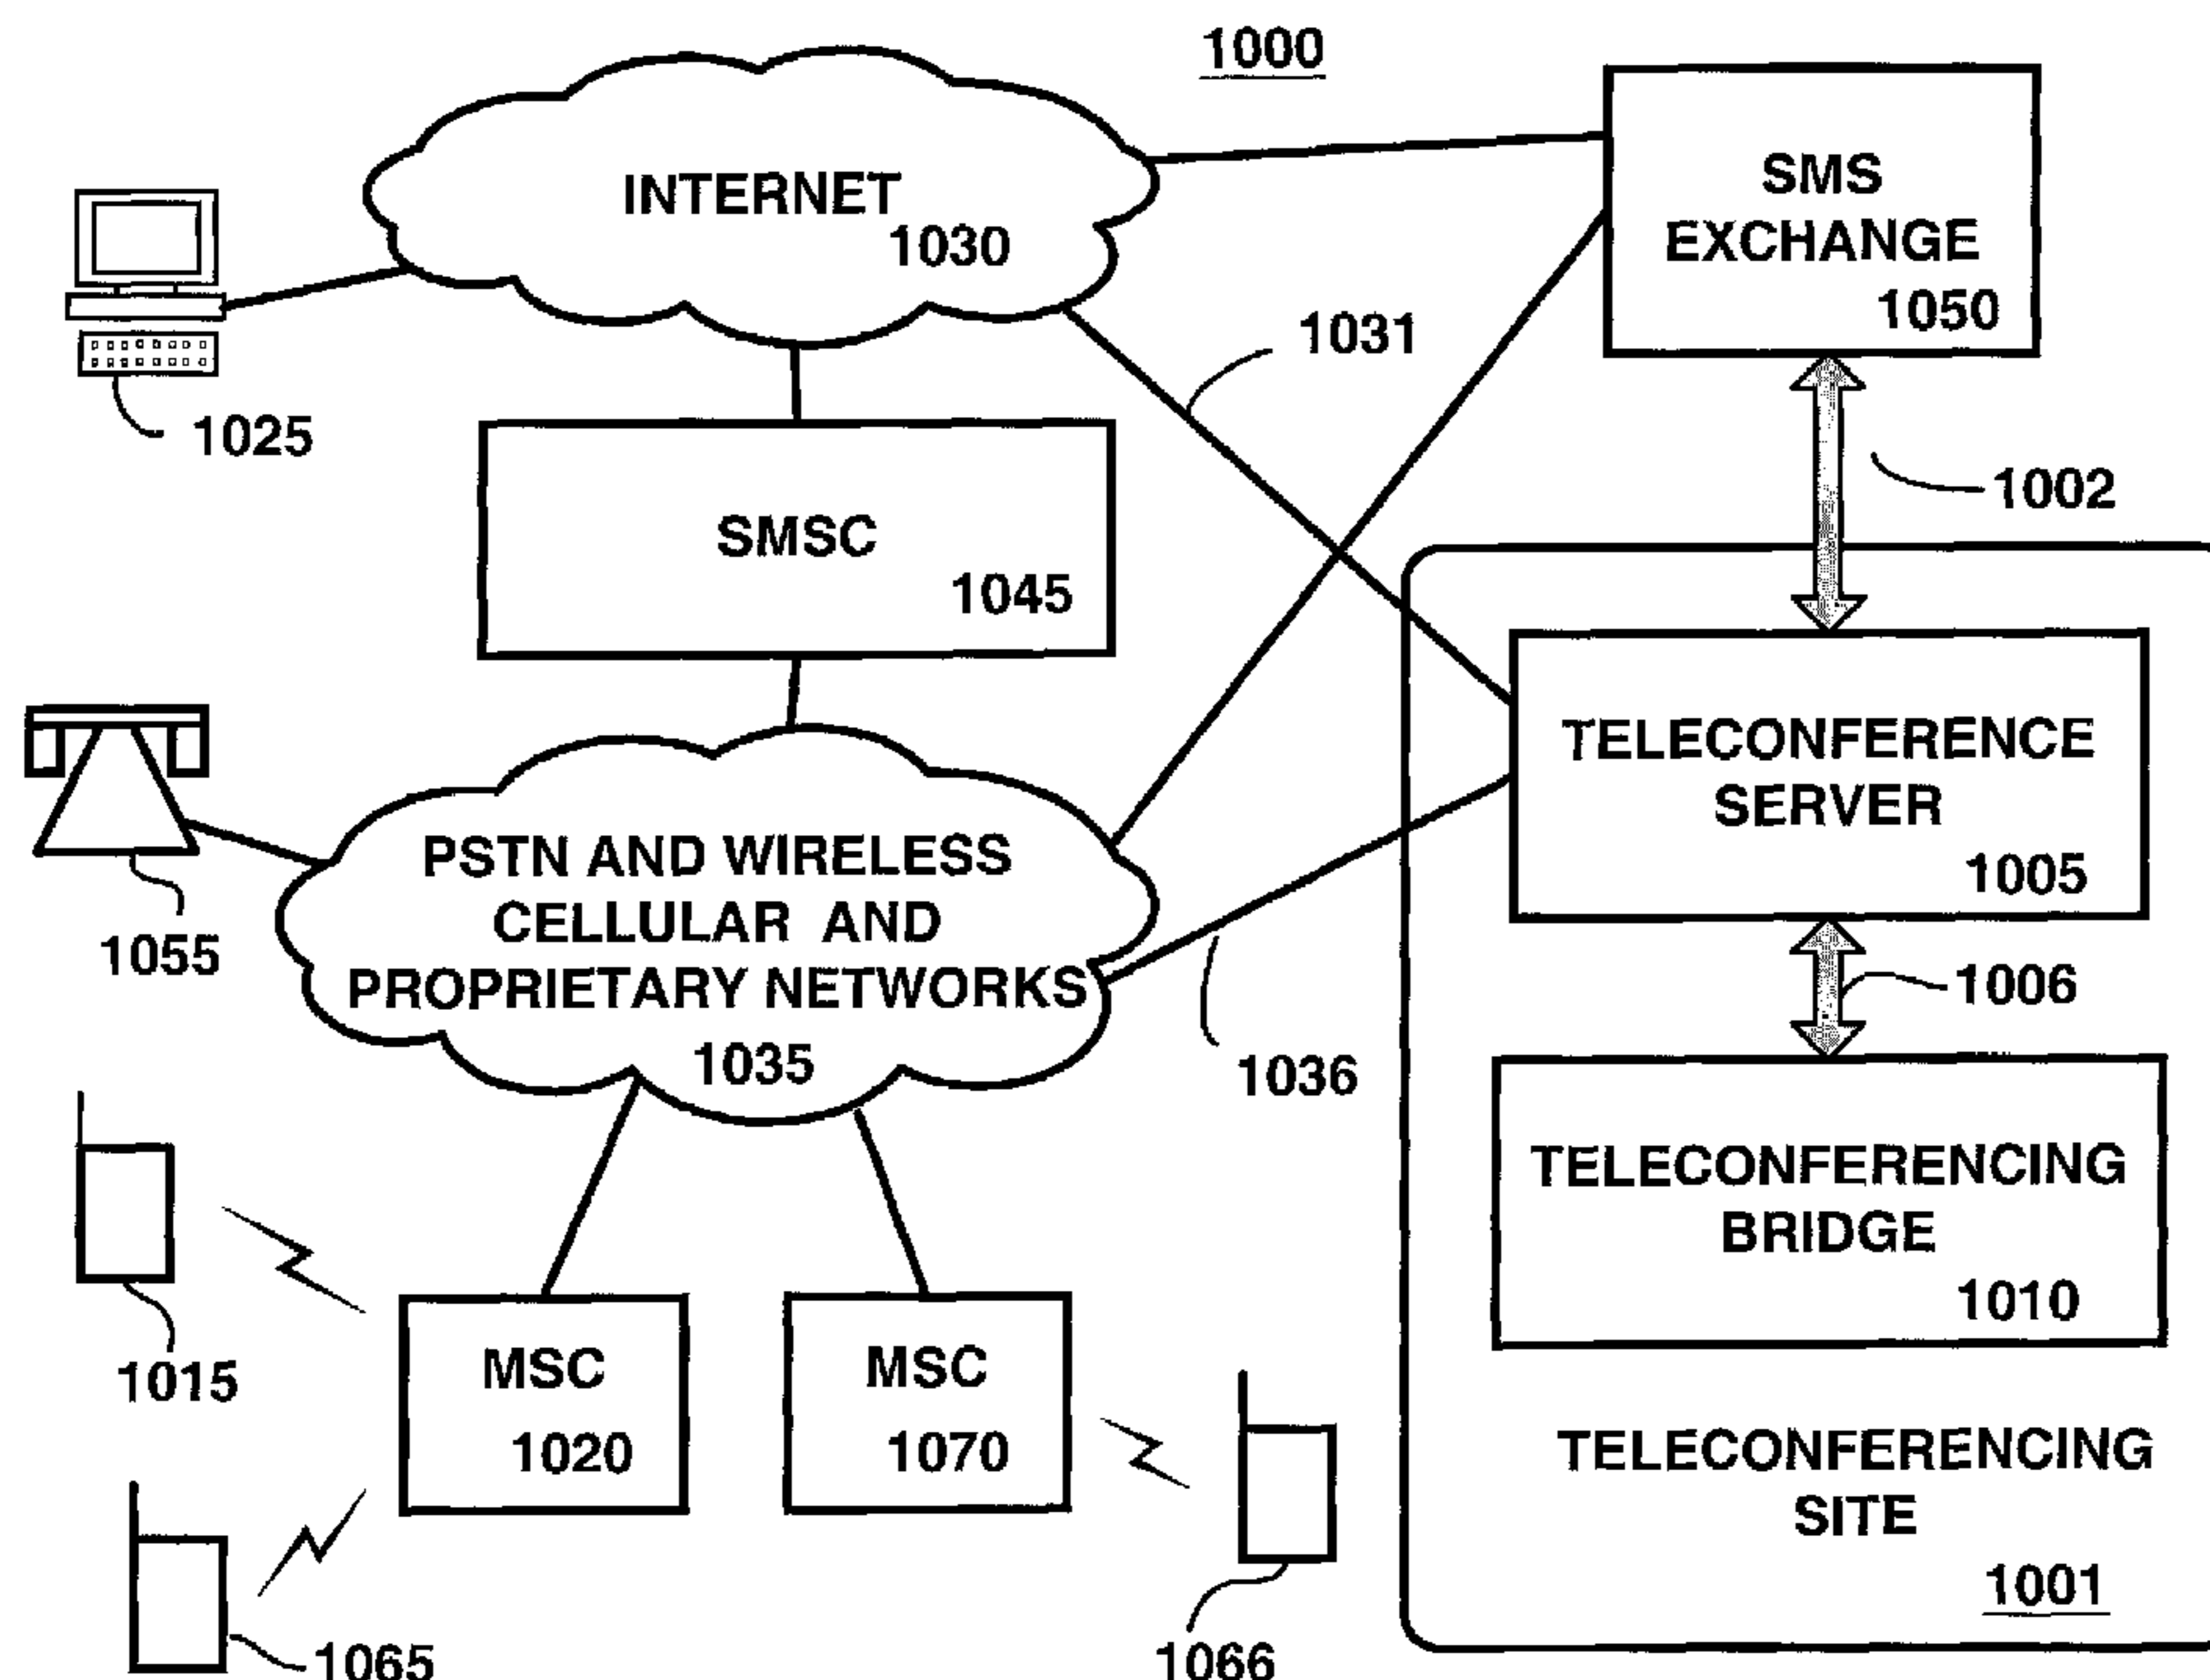 1000
INTERNET
1030
SMS
EXCHANGE
1050
1025
1031
1002
SMSC
1045
TELECONFERENCE
SERVER
1005
1055
PSTN AND WIRELESS
CELLULAR AND
PROPRIETARY NETWORKS
1035
1036
1006
TELECONFERENCING
BRIDGE
1010
1015
MSC
1020
MSC
1070
1065
1066
TELECONFERENCING
SITE
1001